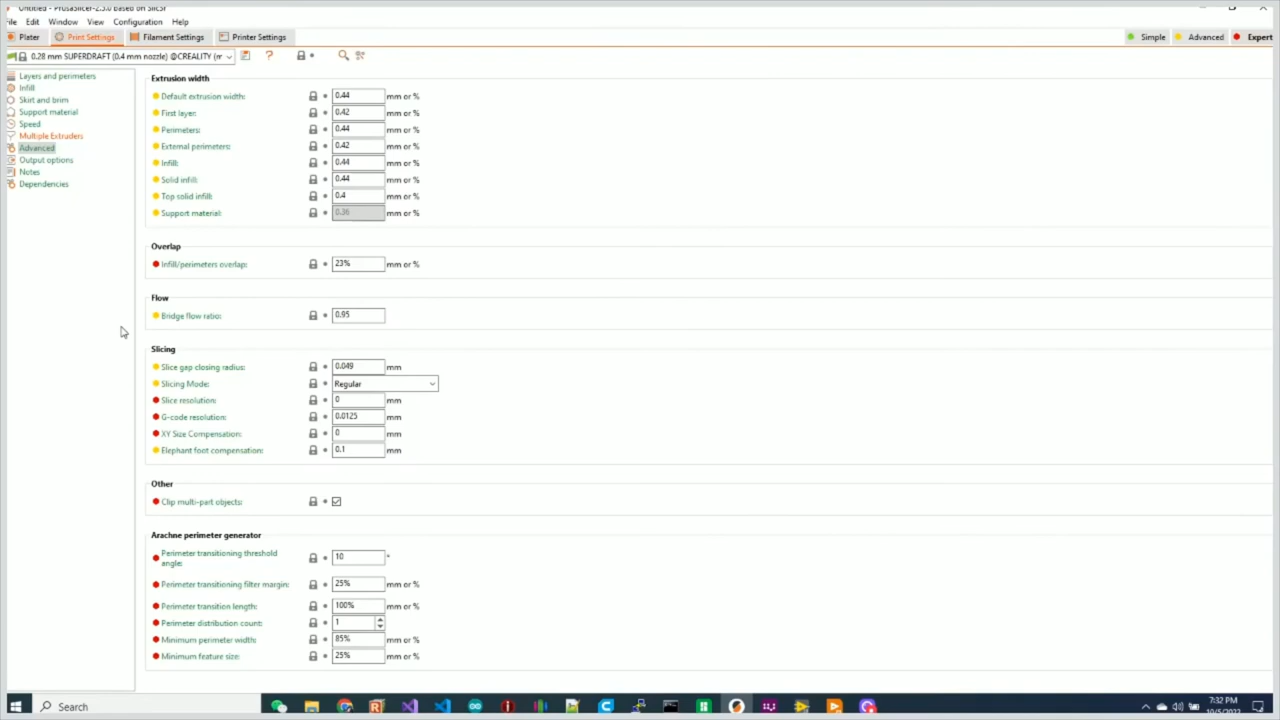 Untitled - PrusaSlicer-2.5.0 based on Slic3r
File Edit Window View Configuration Help
Plater Print Settings Filament Settings Printer Settings Simple Advanced Expert
0.28 mm SUPERDRAFT (0.4 mm nozzle) @CREALITY (m
Layers and perimeters
Infill
Skirt and brim
Support material
Speed
Multiple Extruders
Advanced
Output options
Notes
Dependencies
Extrusion width
Default extrusion width: 0.44 mm or %
First layer: 0.42 mm or %
Perimeters: 0.44 mm or %
External perimeters: 0.42 mm or %
Infill: 0.44 mm or %
Solid infill: 0.44 mm or %
Top solid infill: 0.4 mm or %
Support material: 0.36 mm or %
Overlap
Infill/perimeters overlap: 23% mm or %
Flow
Bridge flow ratio: 0.95
Slicing
Slice gap closing radius: 0.049 mm
Slicing Mode: Regular
Slice resolution: 0 mm
G-code resolution: 0.0125 mm
XY Size Compensation: 0 mm
Elephant foot compensation: 0.1 mm
Other
Clip multi-part objects:
Arachne perimeter generator
Perimeter transitioning threshold
angle: 10 °
Perimeter transitioning filter margin: 25% mm or %
Perimeter transition length: 100% mm or %
Perimeter distribution count: 1
Minimum perimeter width: 85% mm or %
Minimum feature size: 25% mm or %
Search
7:32 PM
10/5/2022